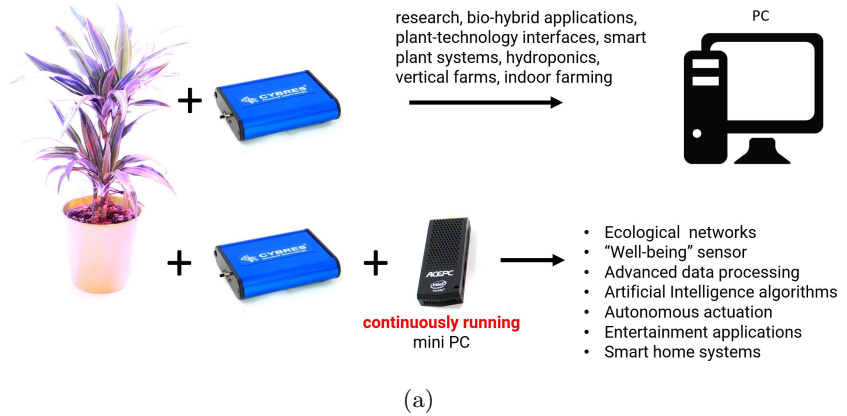 research, bio-hybrid applications,
plant-technology interfaces, smart
plant systems, hydroponics,
vertical farms, indoor farming
PC
CYBRES
CYBRES
ACEPC
intel
continuously running
mini PC
• Ecological networks
• “Well-being” sensor
• Advanced data processing
• Artificial Intelligence algorithms
• Autonomous actuation
• Entertainment applications
• Smart home systems
(a)